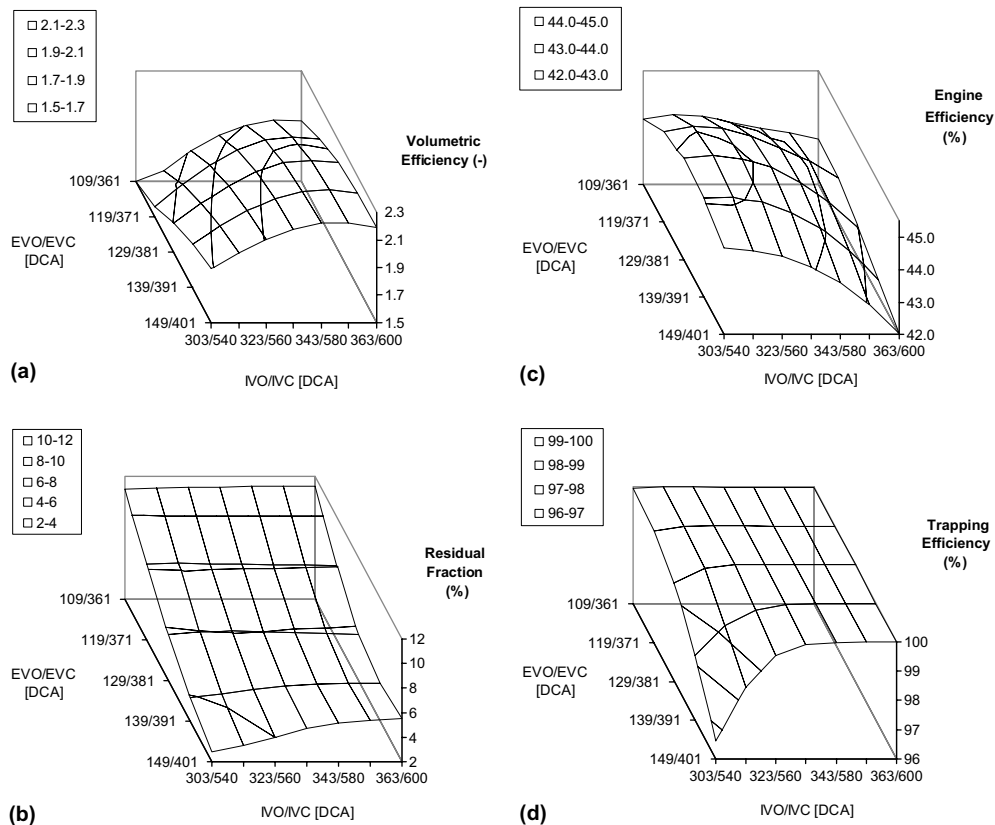 2.1-2.3
1.9-2.1
1.7-1.9
1.5-1.7
Volumetric
Efficiency (-)
109/361
119/371
129/381
139/391
149/401
EVO/EVC
[DCA]
2.3
2.1
1.9
1.7
1.5
303/540 323/560 343/580 363/600
IVO/IVC [DCA]
(a)
44.0-45.0
43.0-44.0
42.0-43.0
Engine
Efficiency
(%)
109/361
119/371
129/381
139/391
149/401
EVO/EVC
[DCA]
45.0
44.0
43.0
42.0
303/540 323/560 343/580 363/600
IVO/IVC [DCA]
(c)
10-12
8-10
6-8
4-6
2-4
Residual
Fraction
(%)
109/361
119/371
129/381
139/391
149/401
EVO/EVC
[DCA]
12
10
8
6
4
2
303/540 323/560 343/580 363/600
IVO/IVC [DCA]
(b)
99-100
98-99
97-98
96-97
Trapping
Efficiency
(%)
109/361
119/371
129/381
139/391
149/401
EVO/EVC
[DCA]
100
99
98
97
96
303/540 323/560 343/580 363/600
IVO/IVC [DCA]
(d)